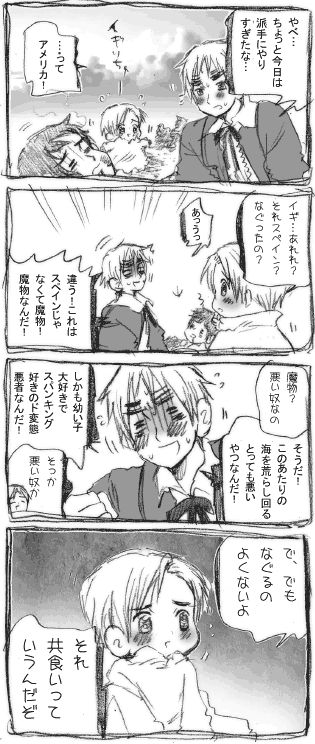 やべ…
ちょっと今日は
派手にやり
すぎたな…
おーい
…って
アメリカ！
イギ…あれれ？
それスペイン？
なぐったの？
あっうっ
違う！これは
スペインじゃ
なくて魔物！
魔物なんだ！
魔物？
悪い奴なの
そうだ！
このあたりの
海を荒らし回る
とっても悪い
やつなんだ！
しかも幼い子
大好きで
スパンキング
好きのド変態
悪者なんだ！
そっか
悪い奴か
で、でも
なぐるの
よくないよ
それ
共食いって
いうんだぞ